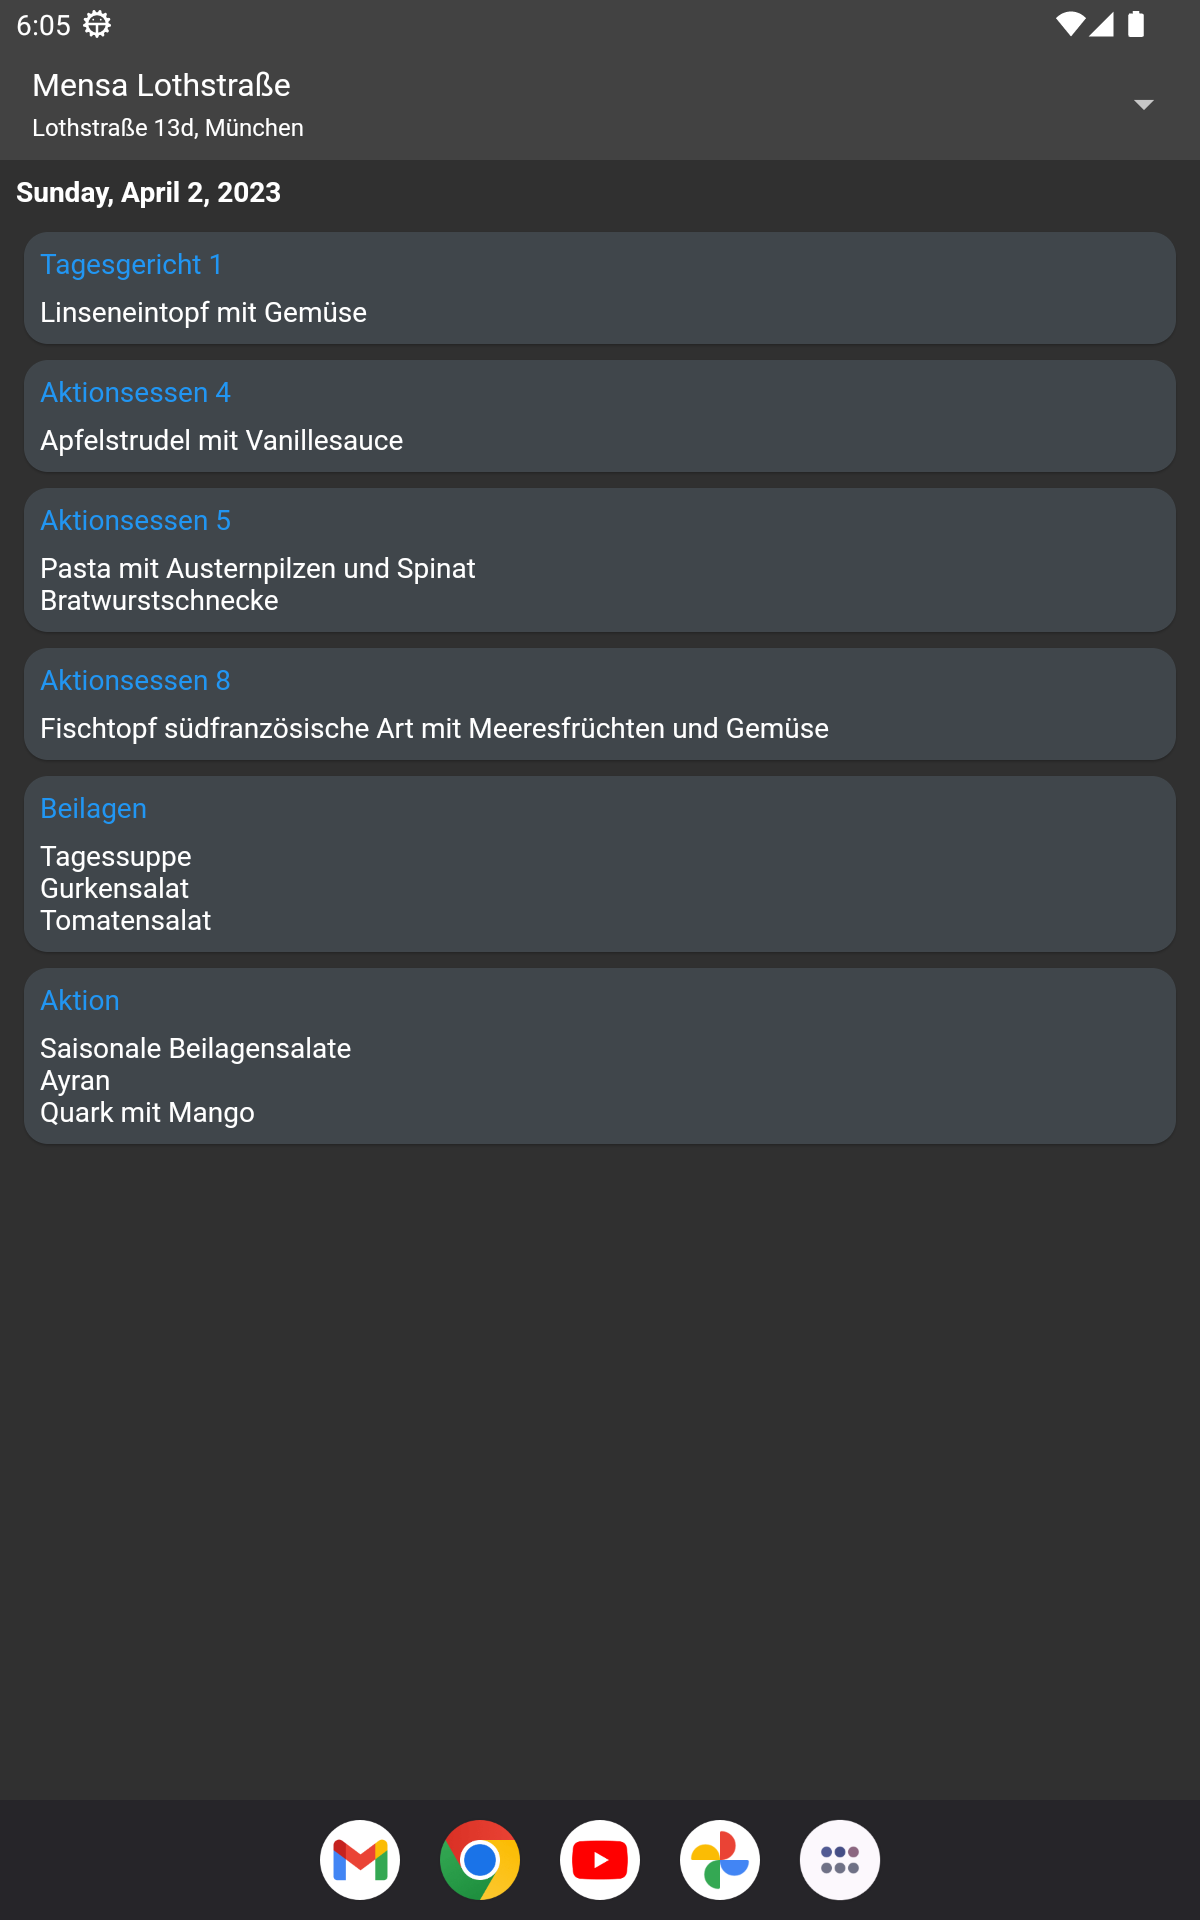 6:05
Mensa Lothstraße
Lothstraße 13d, München
Sunday, April 2, 2023
Tagesgericht 1
Linseneintopf mit Gemüse
Aktionsessen 4
Apfelstrudel mit Vanillesauce
Aktionsessen 5
Pasta mit Austernpilzen und Spinat
Bratwurstschnecke
Aktionsessen 8
Fischtopf südfranzösische Art mit Meeresfrüchten und Gemüse
Beilagen
Tagessuppe
Gurkensalat
Tomatensalat
Aktion
Saisonale Beilagensalate
Ayran
Quark mit Mango